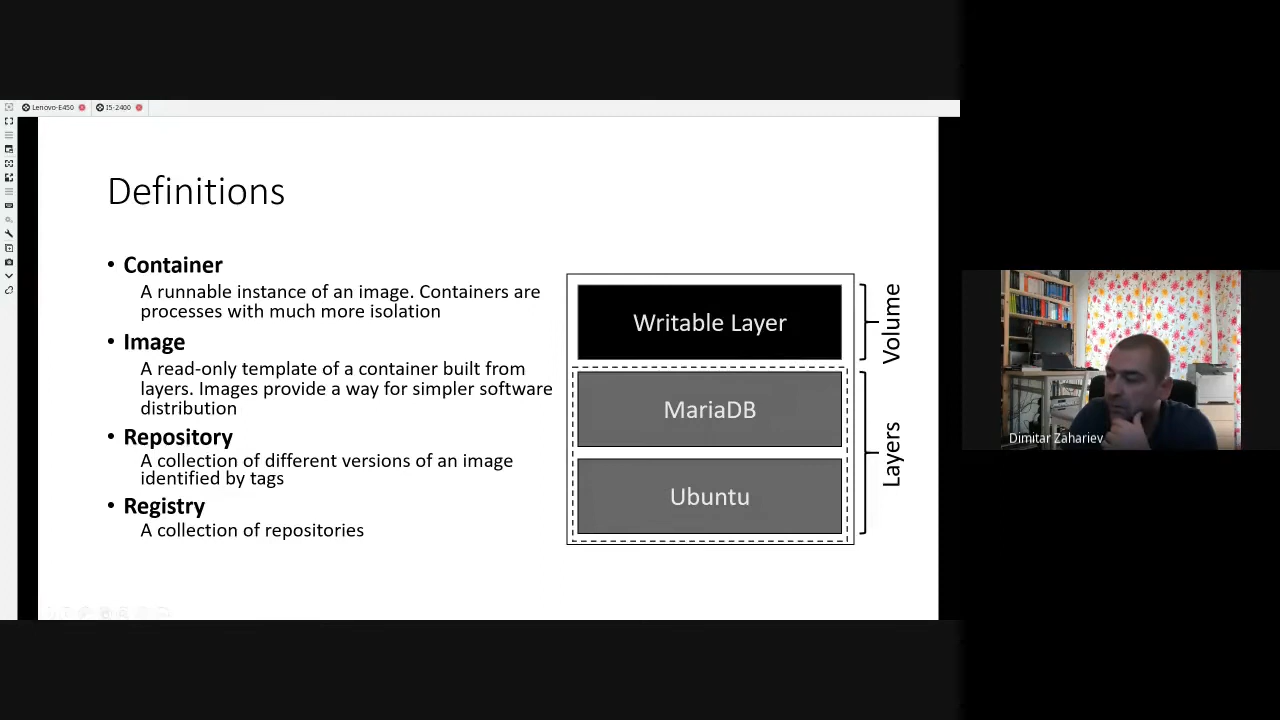 Lenovo-E450
I5-2400
Definitions
• Container
A runnable instance of an image. Containers are
processes with much more isolation
• Image
A read-only template of a container built from
layers. Images provide a way for simpler software
distribution
• Repository
A collection of different versions of an image
identified by tags
• Registry
A collection of repositories
Writable Layer
MariaDB
Ubuntu
Volume
Layers
Dimitar Zahariev